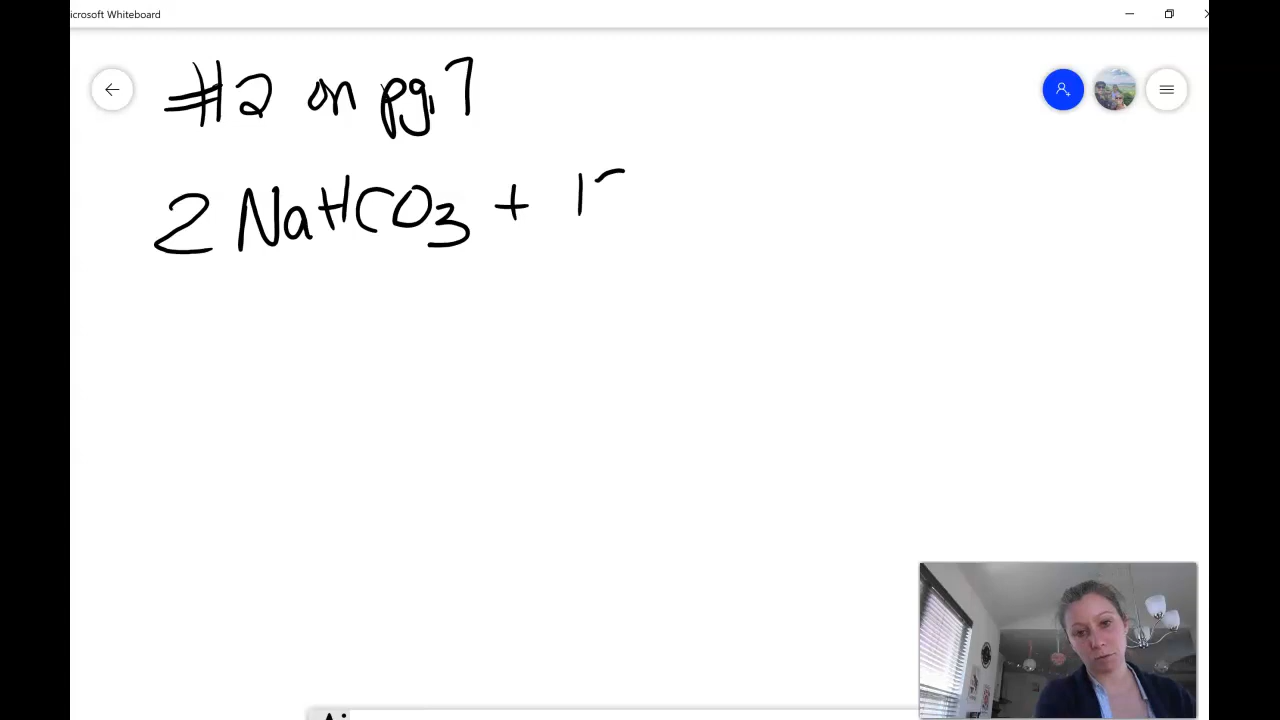 icrosoft Whiteboard
#2 on pg. 7
2 NaHCO3 + 1